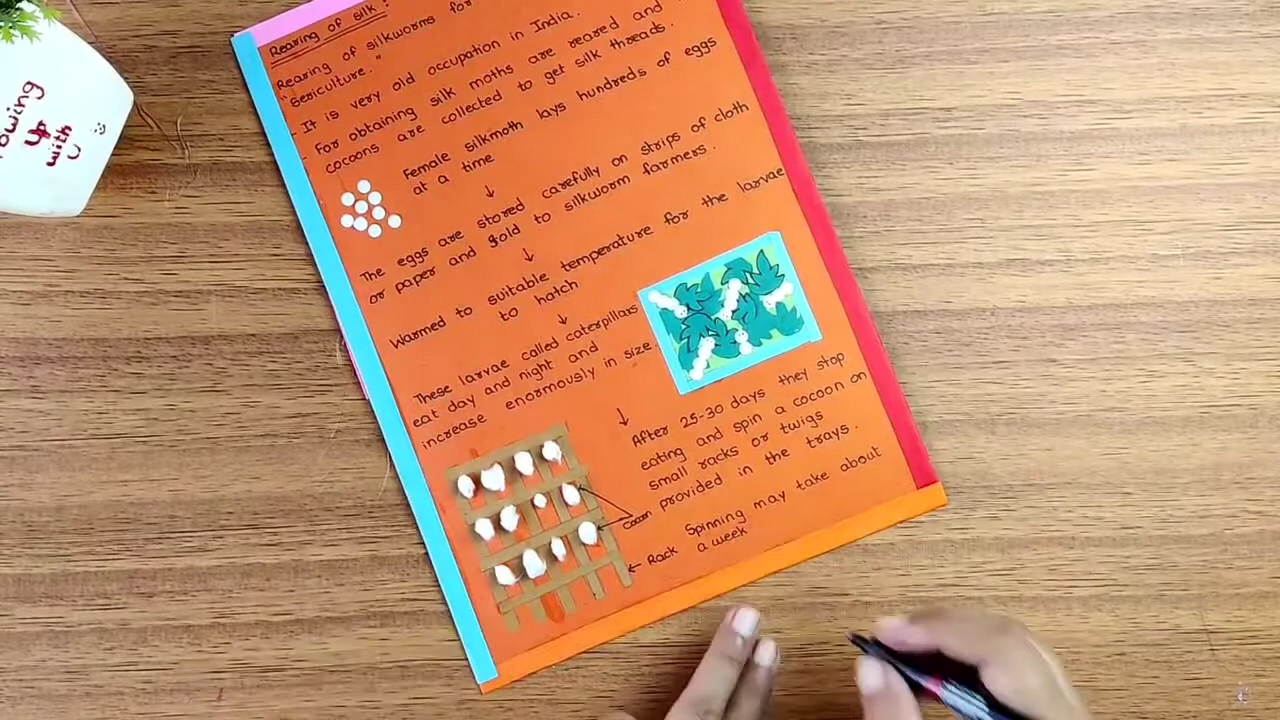 Rearing of silk :
Rearing of silkworms for
"sericulture."
- It is very old occupation in India.
- For obtaining silk moths are reared and
cocoons are collected to get silk threads.
Female silkmoth lays hundreds of eggs
at a time
↓
The eggs are stored carefully on strips of cloth
or paper and sold to silkworm farmers.
↓
Warmed to suitable temperature for the larvae
to hatch
↓
These larvae called caterpillars
eat day and night and
increase enormously in size.
↓
After 25-30 days they stop
eating and spin a cocoon on
small racks or twigs
provided in the trays.
Cocoon
Spinning may take about
a week
← Rack
owing
up
with